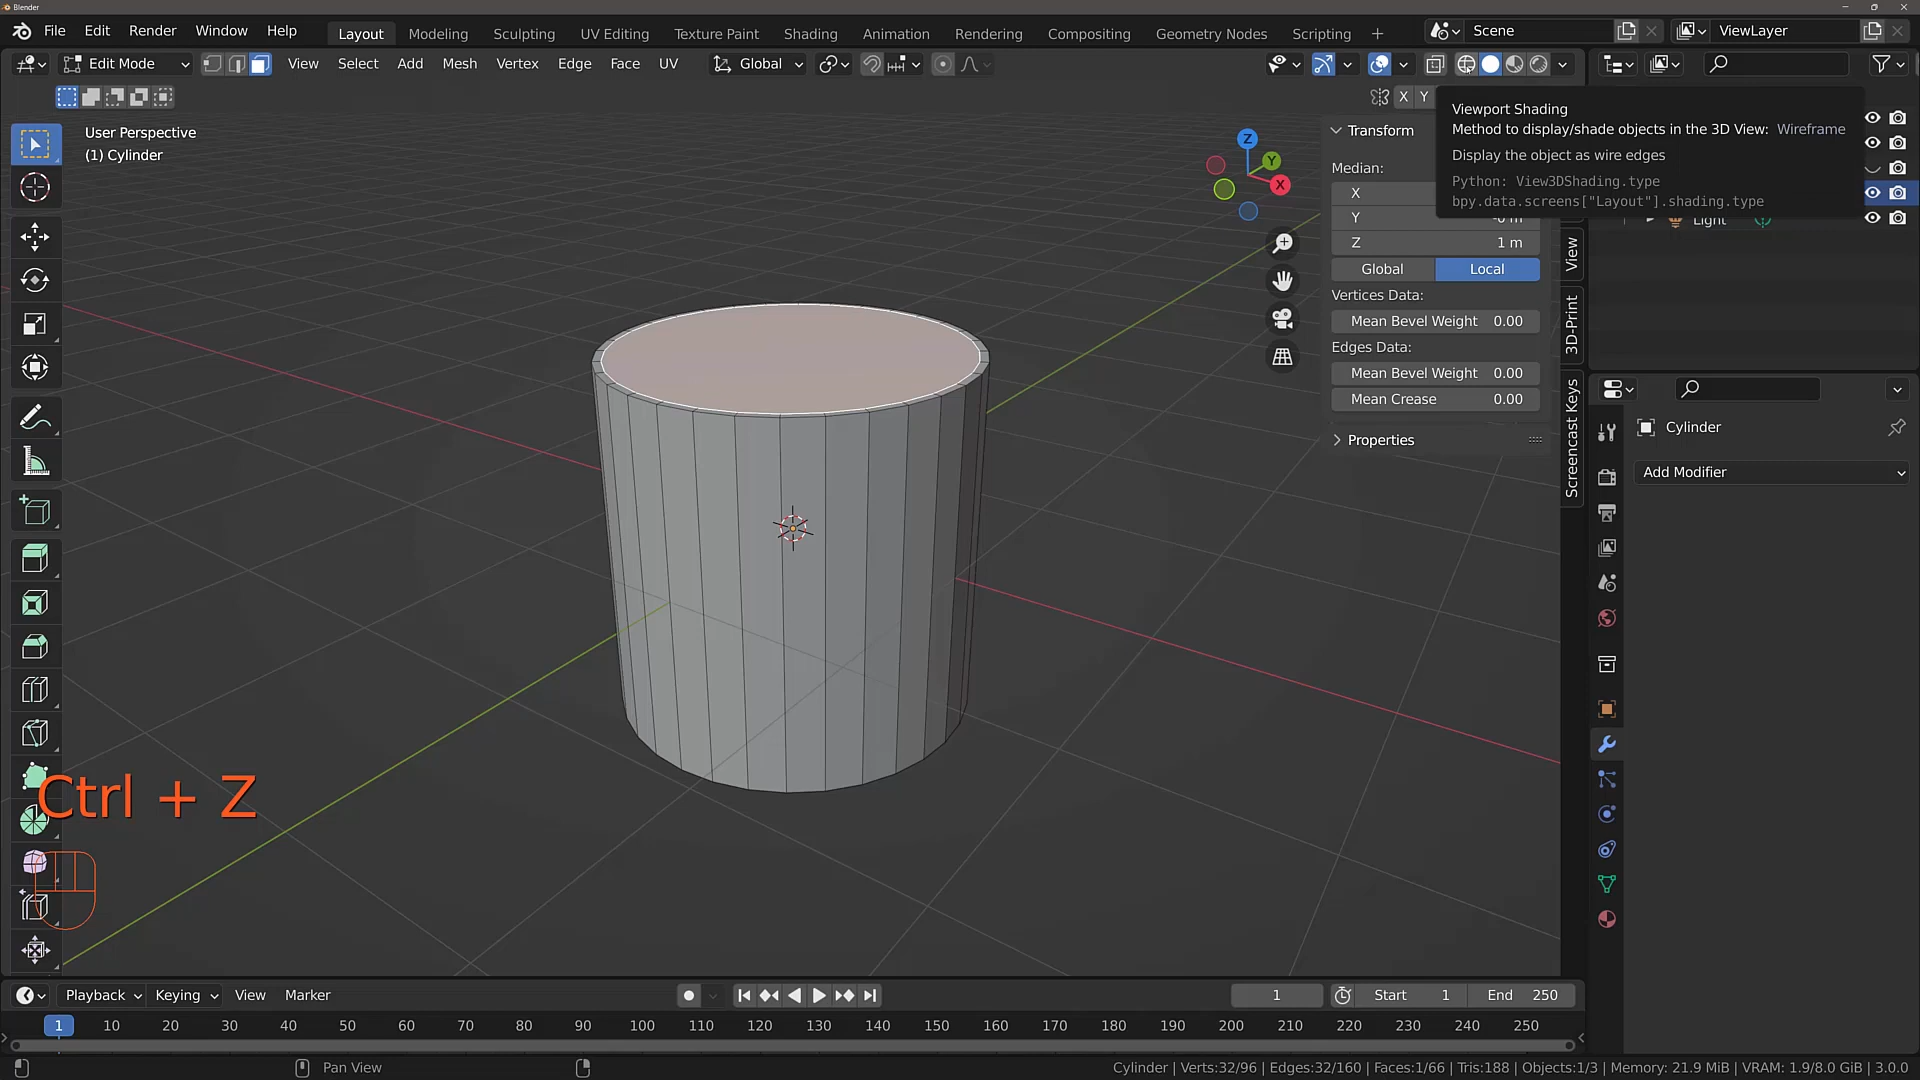 Blender
File Edit Render Window Help
Layout Modeling Sculpting UV Editing Texture Paint Shading Animation Rendering Compositing Geometry Nodes Scripting +
Scene
ViewLayer
Edit Mode
View Select Add Mesh Vertex Edge Face UV
Global
X Y
User Perspective
(1) Cylinder
Z
Y
X
Viewport Shading
Method to display/shade objects in the 3D View: Wireframe
Display the object as wire edges
Python: View3DShading.type
bpy.data.screens["Layout"].shading.type
Transform
Median:
X
Y -0 m
Z 1 m
Global Local
Vertices Data:
Mean Bevel Weight 0.00
Edges Data:
Mean Bevel Weight 0.00
Mean Crease 0.00
Properties
View
3D-Print
Screencast Keys
Light
Cylinder
Add Modifier
Ctrl + Z
Playback Keying View Marker
1
Start 1
End 250
1 10 20 30 40 50 60 70 80 90 100 110 120 130 140 150 160 170 180 190 200 210 220 230 240 250
Pan View
Cylinder | Verts:32/96 | Edges:32/160 | Faces:1/66 | Tris:188 | Objects:1/3 | Memory: 21.9 MiB | VRAM: 1.9/8.0 GiB | 3.0.0